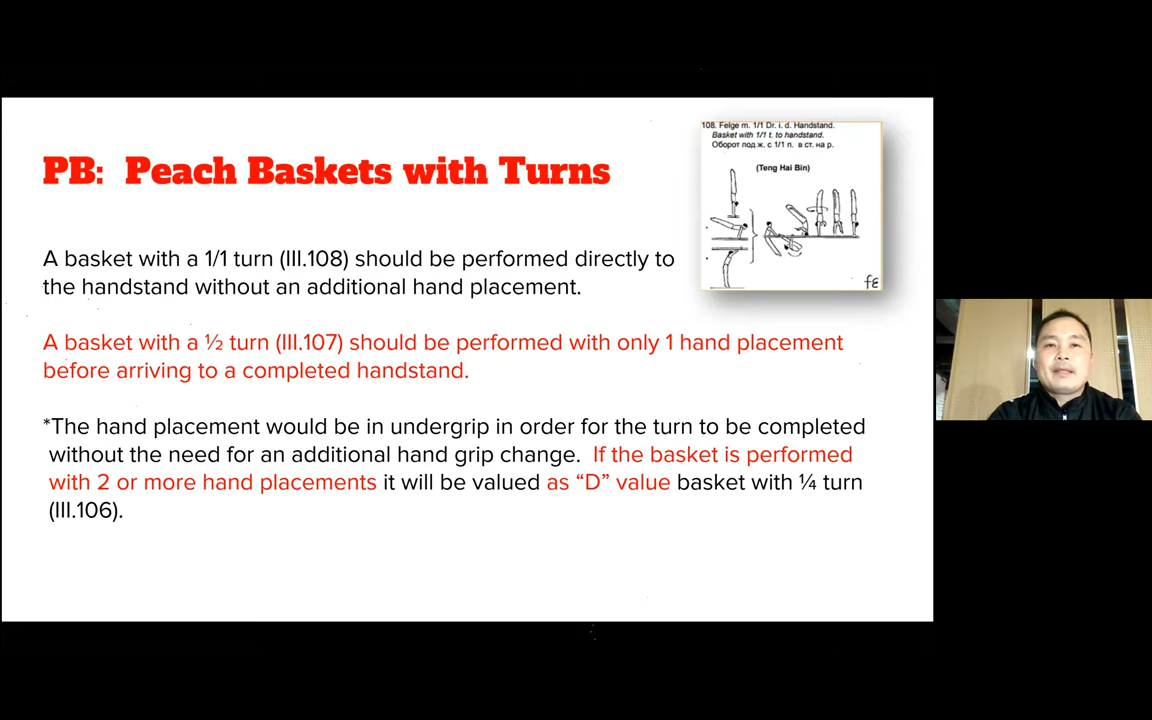 PB:  Peach Baskets with Turns
108. Felge m. 1/1 Dr. i. d. Handstand.
Basket with 1/1 t. to handstand.
Оборот под ж. с 1/1 п. в ст. на р.
(Teng Hai Bin)
fE
A basket with a 1/1 turn (III.108) should be performed directly to
the handstand without an additional hand placement.
A basket with a ½ turn (III.107) should be performed with only 1 hand placement
before arriving to a completed handstand.
*The hand placement would be in undergrip in order for the turn to be completed
without the need for an additional hand grip change.  If the basket is performed
with 2 or more hand placements it will be valued as “D” value basket with ¼ turn
(III.106).